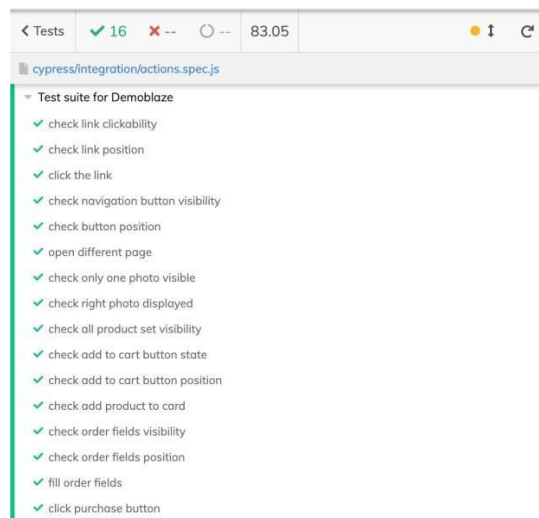 < Tests ✓ 16 ✗ -- -- 83.05
cypress/integration/actions.spec.js
Test suite for Demoblaze
check link clickability
check link position
click the link
check navigation button visibility
check button position
open different page
check only one photo visible
check right photo displayed
check all product set visibility
check add to cart button state
check add to cart button position
check add product to card
check order fields visibility
check order fields position
fill order fields
click purchase button